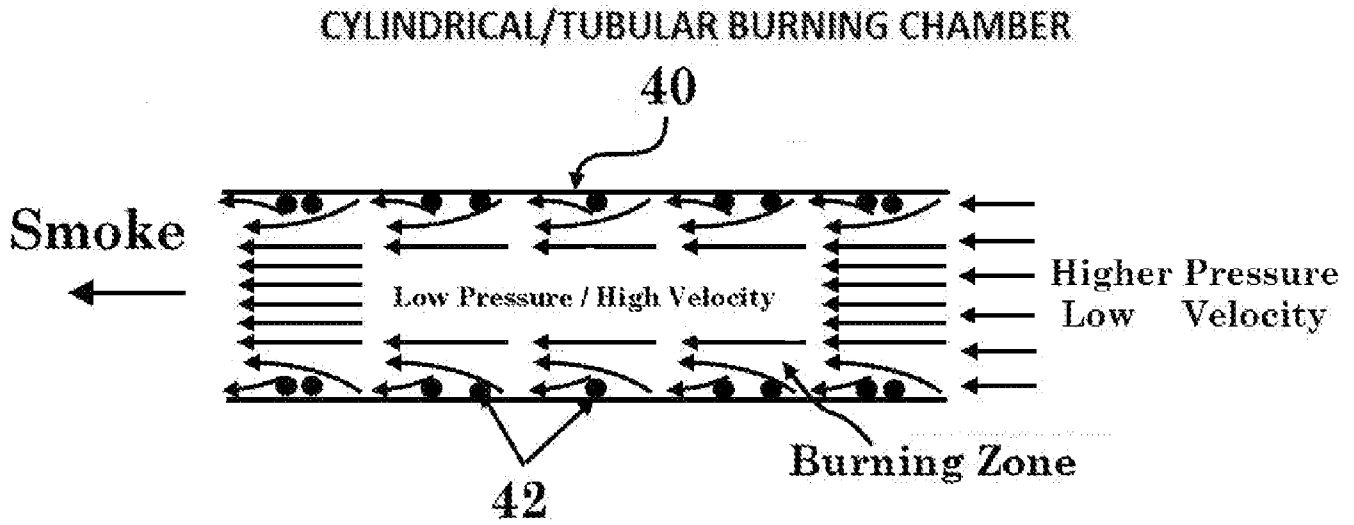 CYLINDRICAL/TUBULAR BURNING CHAMBER
40
Smoke
Low Pressure / High Velocity
Higher Pressure
Low Velocity
Burning Zone
42